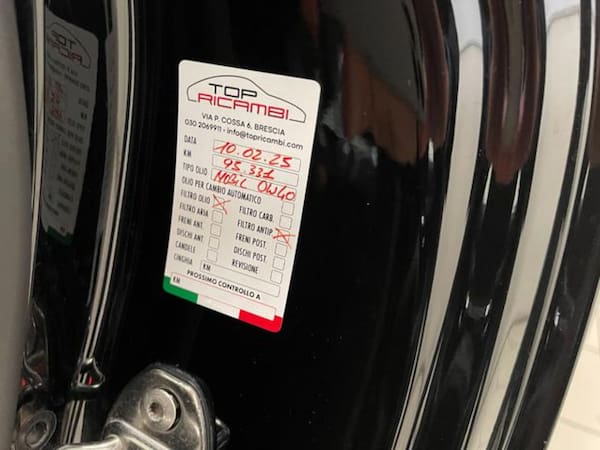 TOP
RICAMBI
VIA P. COSSA 6, BRESCIA
030 2069911 - info@topricambi.com
DATA 10.02.25
KM 95.331
TIPO OLIO MOBIL 0W40
OLIO PER CAMBIO AUTOMATICO
FILTRO OLIO FILTRO CARB.
FILTRO ARIA FILTRO ANTIP.
FRENI ANT. FRENI POST.
DISCHI ANT. DISCHI POST.
CANDELE REVISIONE
CINGHIA KM
PROSSIMO CONTROLLO A
KM